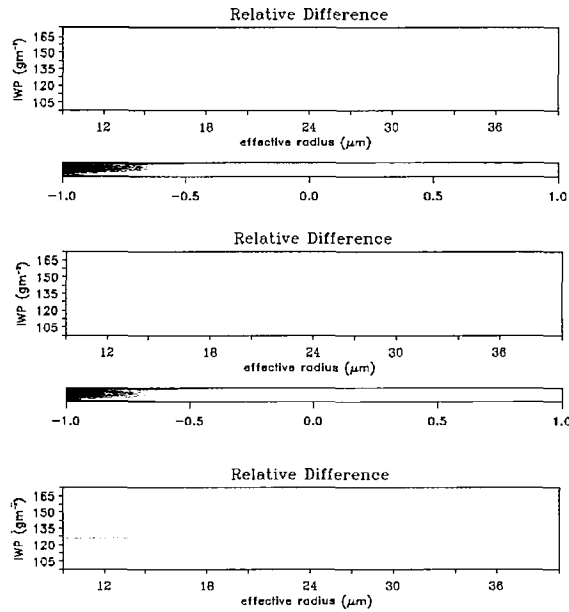 Relative Difference
IWP (gm⁻²)
165
150
135
120
105
12 18 24 30 36
effective radius (μm)
-1.0 -0.5 0.0 0.5 1.0
Relative Difference
IWP (gm⁻²)
165
150
135
120
105
12 18 24 30 36
effective radius (μm)
-1.0 -0.5 0.0 0.5 1.0
Relative Difference
IWP (gm⁻²)
165
150
135
120
105
12 18 24 30 36
effective radius (μm)